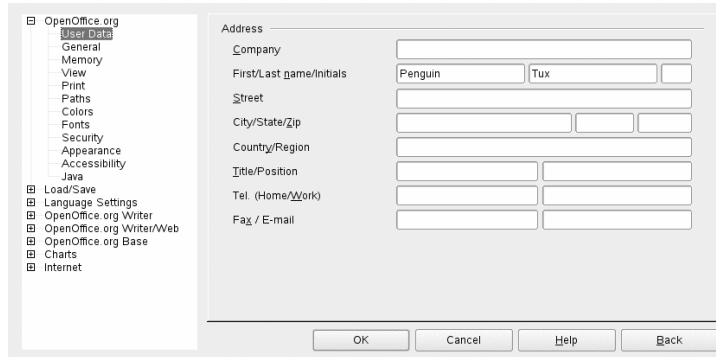 OpenOffice.org
User Data
General
Memory
View
Print
Paths
Colors
Fonts
Security
Appearance
Accessibility
Java
Load/Save
Language Settings
OpenOffice.org Writer
OpenOffice.org Writer/Web
OpenOffice.org Base
Charts
Internet
Address
Company
First/Last name/Initials Penguin Tux
Street
City/State/Zip
Country/Region
Title/Position
Tel. (Home/Work)
Fax / E-mail
OK Cancel Help Back